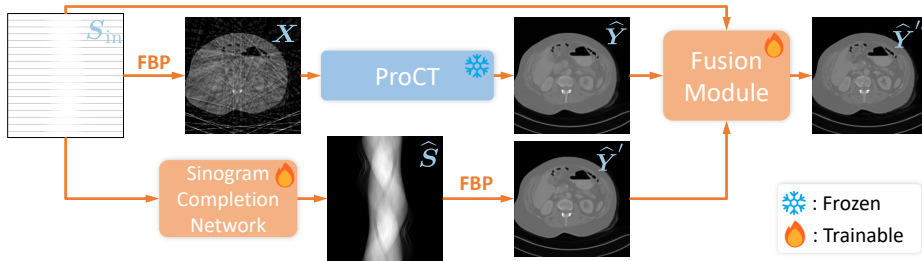 S_in
FBP
X
ProCT
Ŷ
Fusion
Module
Ŷ''
Sinogram
Completion
Network
Ŝ
FBP
Ŷ'
: Frozen
: Trainable